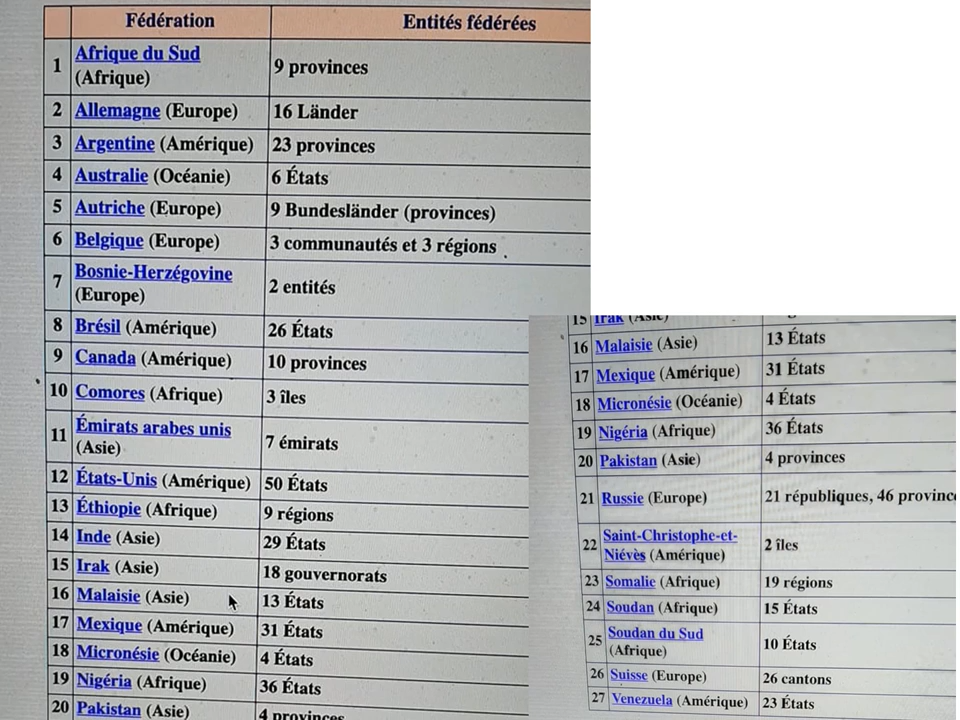 Fédération Entités fédérées
1 Afrique du Sud (Afrique) 9 provinces
2 Allemagne (Europe) 16 Länder
3 Argentine (Amérique) 23 provinces
4 Australie (Océanie) 6 États
5 Autriche (Europe) 9 Bundesländer (provinces)
6 Belgique (Europe) 3 communautés et 3 régions
7 Bosnie-Herzégovine (Europe) 2 entités
8 Brésil (Amérique) 26 États
9 Canada (Amérique) 10 provinces
10 Comores (Afrique) 3 îles
11 Émirats arabes unis (Asie) 7 émirats
12 États-Unis (Amérique) 50 États
13 Éthiopie (Afrique) 9 régions
14 Inde (Asie) 29 États
15 Irak (Asie) 18 gouvernorats
16 Malaisie (Asie) 13 États
17 Mexique (Amérique) 31 États
18 Micronésie (Océanie) 4 États
19 Nigéria (Afrique) 36 États
20 Pakistan (Asie) 4 provinces
15 Irak (Asie)
16 Malaisie (Asie) 13 États
17 Mexique (Amérique) 31 États
18 Micronésie (Océanie) 4 États
19 Nigéria (Afrique) 36 États
20 Pakistan (Asie) 4 provinces
21 Russie (Europe) 21 républiques, 46 provinc
22 Saint-Christophe-et-Niévès (Amérique) 2 îles
23 Somalie (Afrique) 19 régions
24 Soudan (Afrique) 15 États
25 Soudan du Sud (Afrique) 10 États
26 Suisse (Europe) 26 cantons
27 Venezuela (Amérique) 23 États